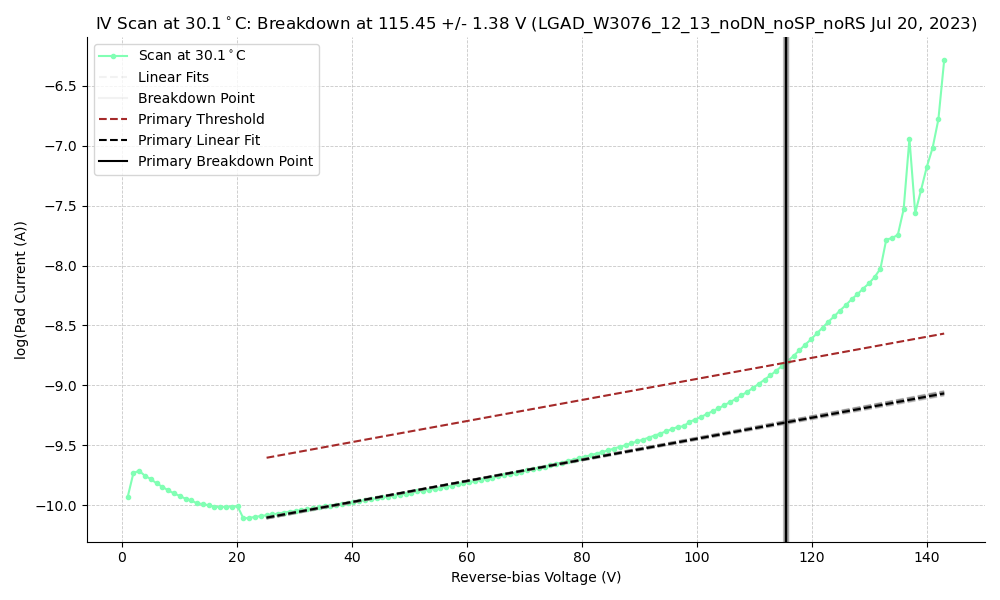 IV Scan at 30.1°C: Breakdown at 115.45 +/- 1.38 V (LGAD_W3076_12_13_noDN_noSP_noRS Jul 20, 2023)
Scan at 30.1°C
Linear Fits
Breakdown Point
Primary Threshold
Primary Linear Fit
Primary Breakdown Point
log(Pad Current (A))
−6.5
−7.0
−7.5
−8.0
−8.5
−9.0
−9.5
−10.0
0 20 40 60 80 100 120 140
Reverse-bias Voltage (V)